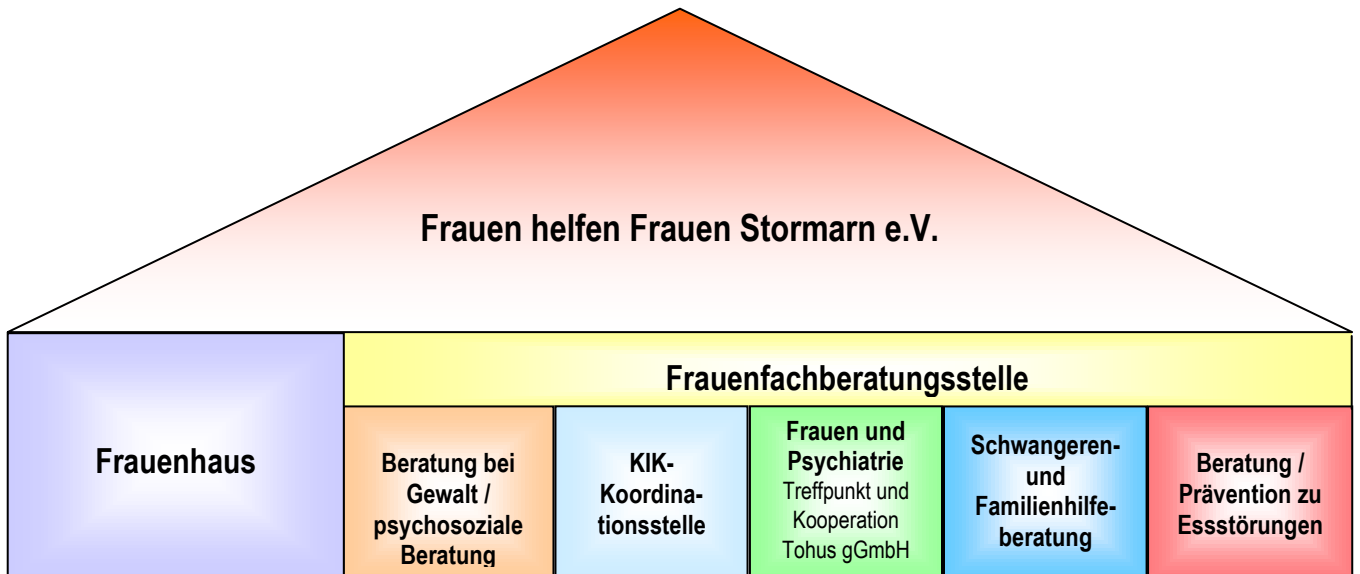 Frauen helfen Frauen Stormarn e.V.
Frauenfachberatungsstelle
Frauenhaus
Beratung bei
Gewalt /
psychosoziale
Beratung
KIK-
Koordina-
tionsstelle
Frauen und
Psychiatrie
Treffpunkt und
Kooperation
Tohus gGmbH
Schwangeren-
und
Familienhilfe-
beratung
Beratung /
Prävention zu
Essstörungen